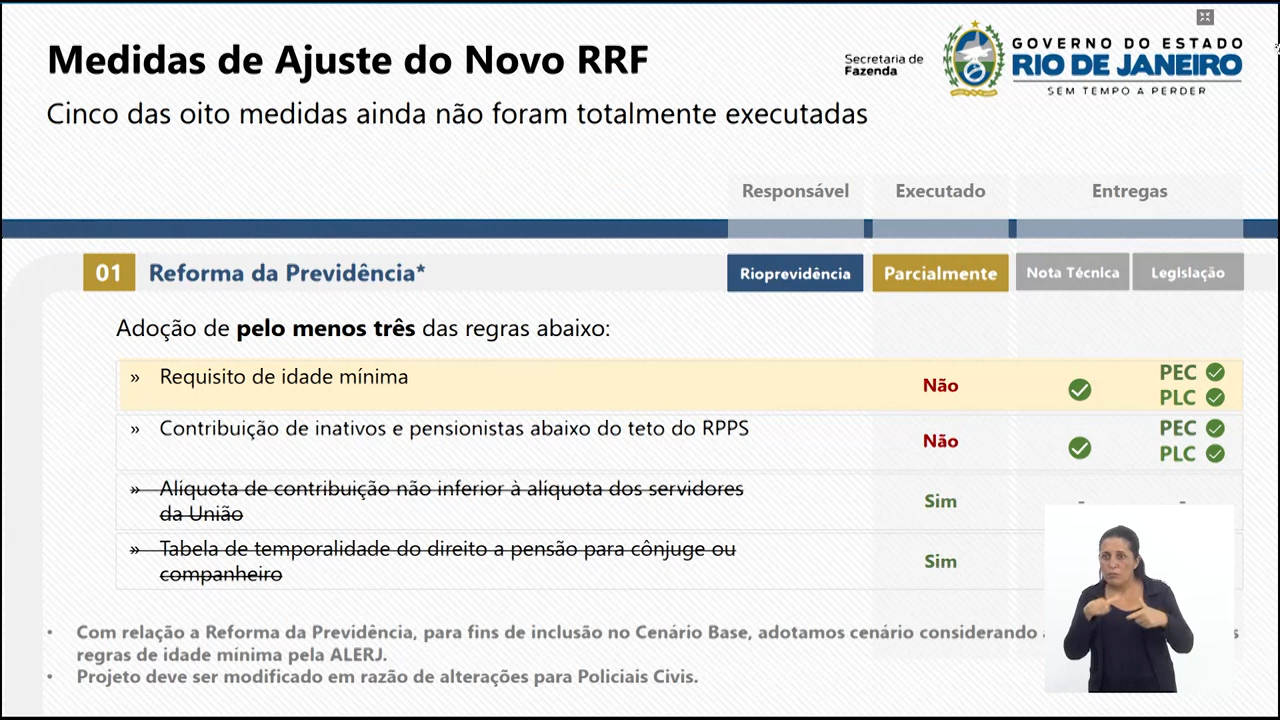 Medidas de Ajuste do Novo RRF
Cinco das oito medidas ainda não foram totalmente executadas
Secretaria de
Fazenda
GOVERNO DO ESTADO
RIO DE JANEIRO
SEM TEMPO A PERDER
Responsável Executado Entregas
01 Reforma da Previdência* Rioprevidência Parcialmente Nota Técnica Legislação
Adoção de pelo menos três das regras abaixo:
» Requisito de idade mínima Não PEC
PLC
» Contribuição de inativos e pensionistas abaixo do teto do RPPS Não PEC
PLC
» Alíquota de contribuição não inferior à alíquota dos servidores
da União Sim - -
» Tabela de temporalidade do direito a pensão para cônjuge ou
companheiro Sim
• Com relação a Reforma da Previdência, para fins de inclusão no Cenário Base, adotamos cenário considerando
regras de idade mínima pela ALERJ.
• Projeto deve ser modificado em razão de alterações para Policiais Civis.